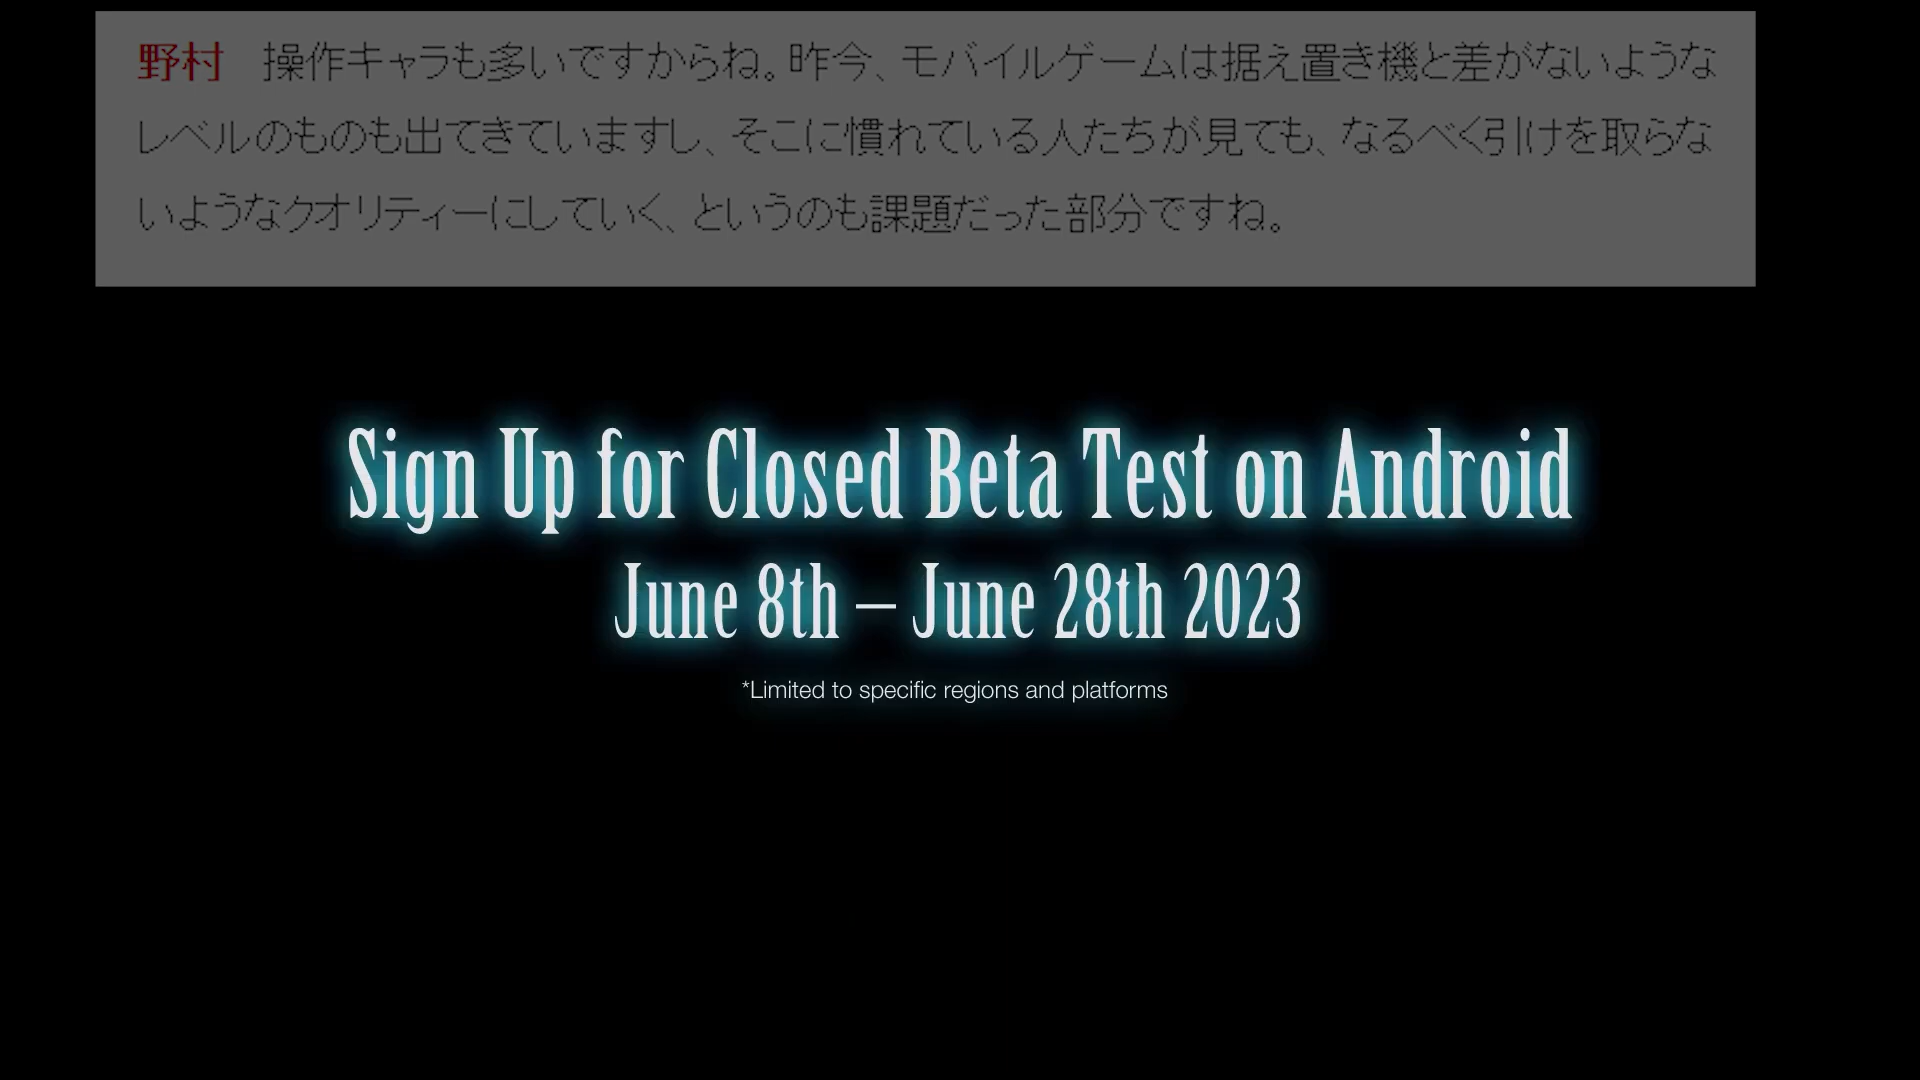 野村　操作キャラも多いですからね。昨今、モバイルゲームは据え置き機と差がないような
レベルのものも出てきていますし、そこに慣れている人たちが見ても、なるべく引けを取らな
いようなクオリティーにしていく、というのも課題だった部分ですね。
Sign Up for Closed Beta Test on Android
June 8th – June 28th 2023
*Limited to specific regions and platforms